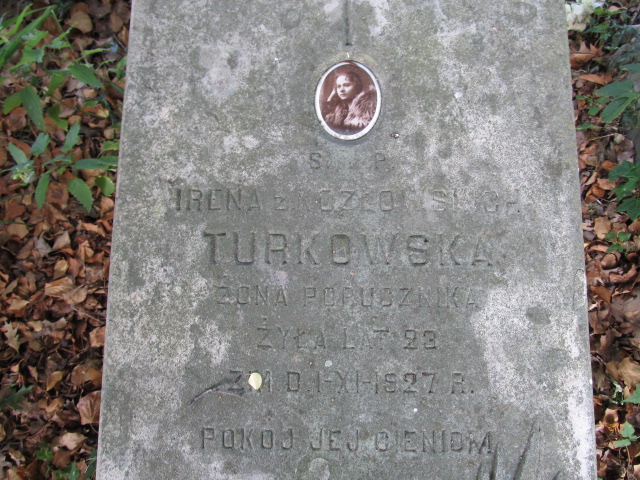 Ś. P.
IRENA Z KOZŁOWSKICH
TURKOWSKA
ŻONA PORUCZNIKA
ŻYŁA LAT 23
ZM. D. 1-XI-1927 R.
POKÓJ JEJ CIENIOM